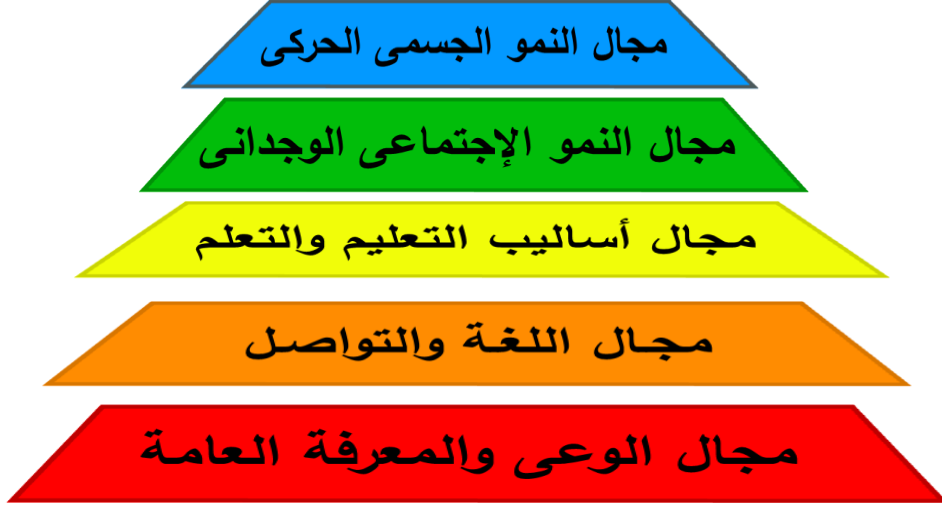 مجال النمو الجسمى الحركى
مجال النمو الإجتماعى الوجدانى
مجال أساليب التعليم والتعلم
مجال اللغة والتواصل
مجال الوعى والمعرفة العامة